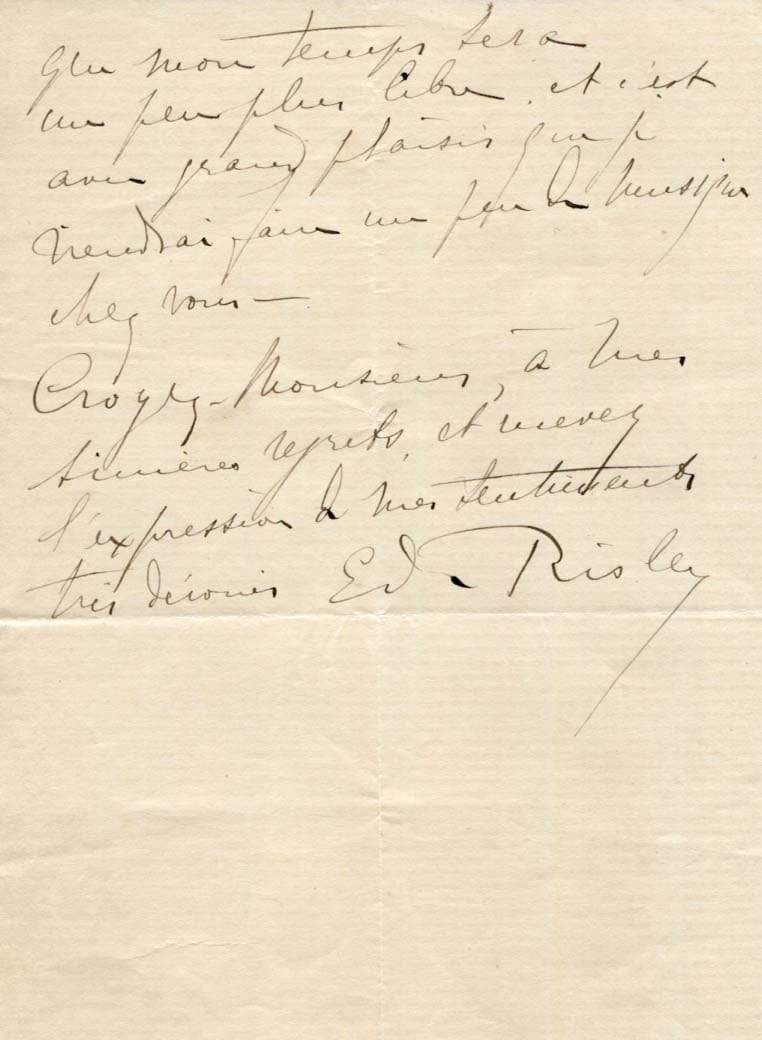 que mon temps sera
un peu plus libre. et c'est
avec grand plaisir que je
viendrai faire un peu de musique
chez vous —
Croyez-Monsieur, à mes
sincères regrets, et recevez
l'expression de mes sentiments
très dévoués Ed. Risley